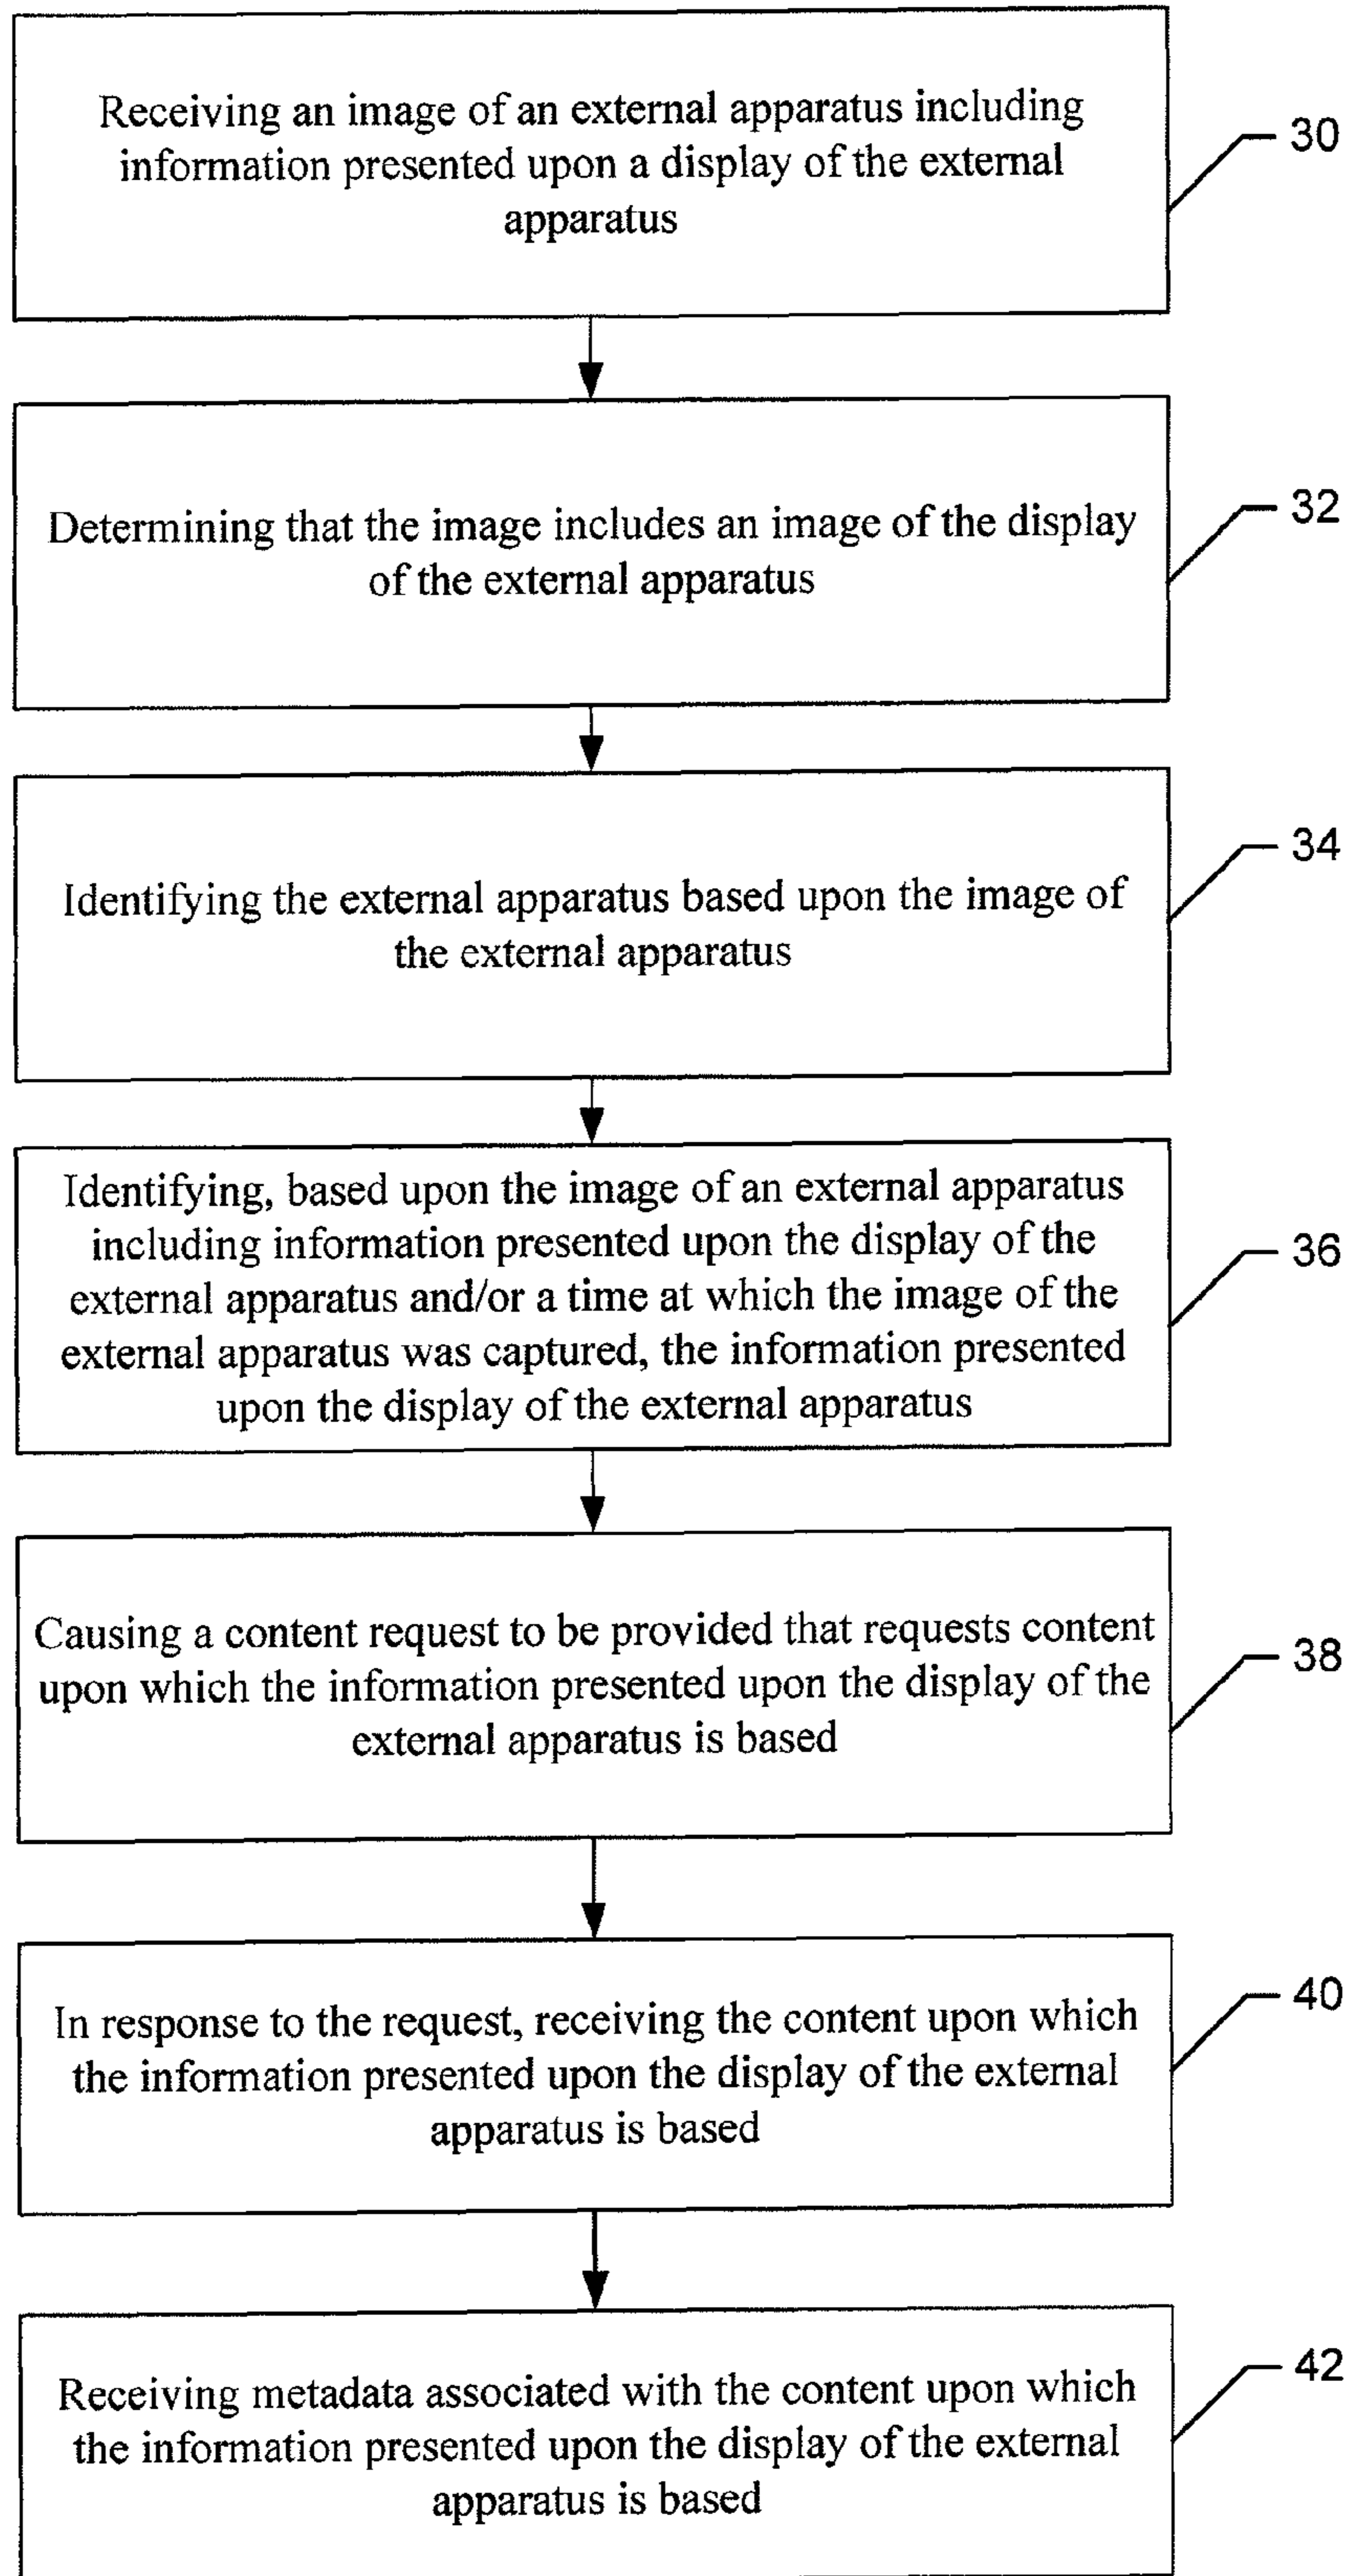 Receiving an image of an external apparatus including
information presented upon a display of the external
apparatus
30
Determining that the image includes an image of the display
of the external apparatus
32
Identifying the external apparatus based upon the image of
the external apparatus
34
Identifying, based upon the image of an external apparatus
including information presented upon the display of the
external apparatus and/or a time at which the image of the
external apparatus was captured, the information presented
upon the display of the external apparatus
36
Causing a content request to be provided that requests content
upon which the information presented upon the display of the
external apparatus is based
38
In response to the request, receiving the content upon which
the information presented upon the display of the external
apparatus is based
40
Receiving metadata associated with the content upon which
the information presented upon the display of the external
apparatus is based
42